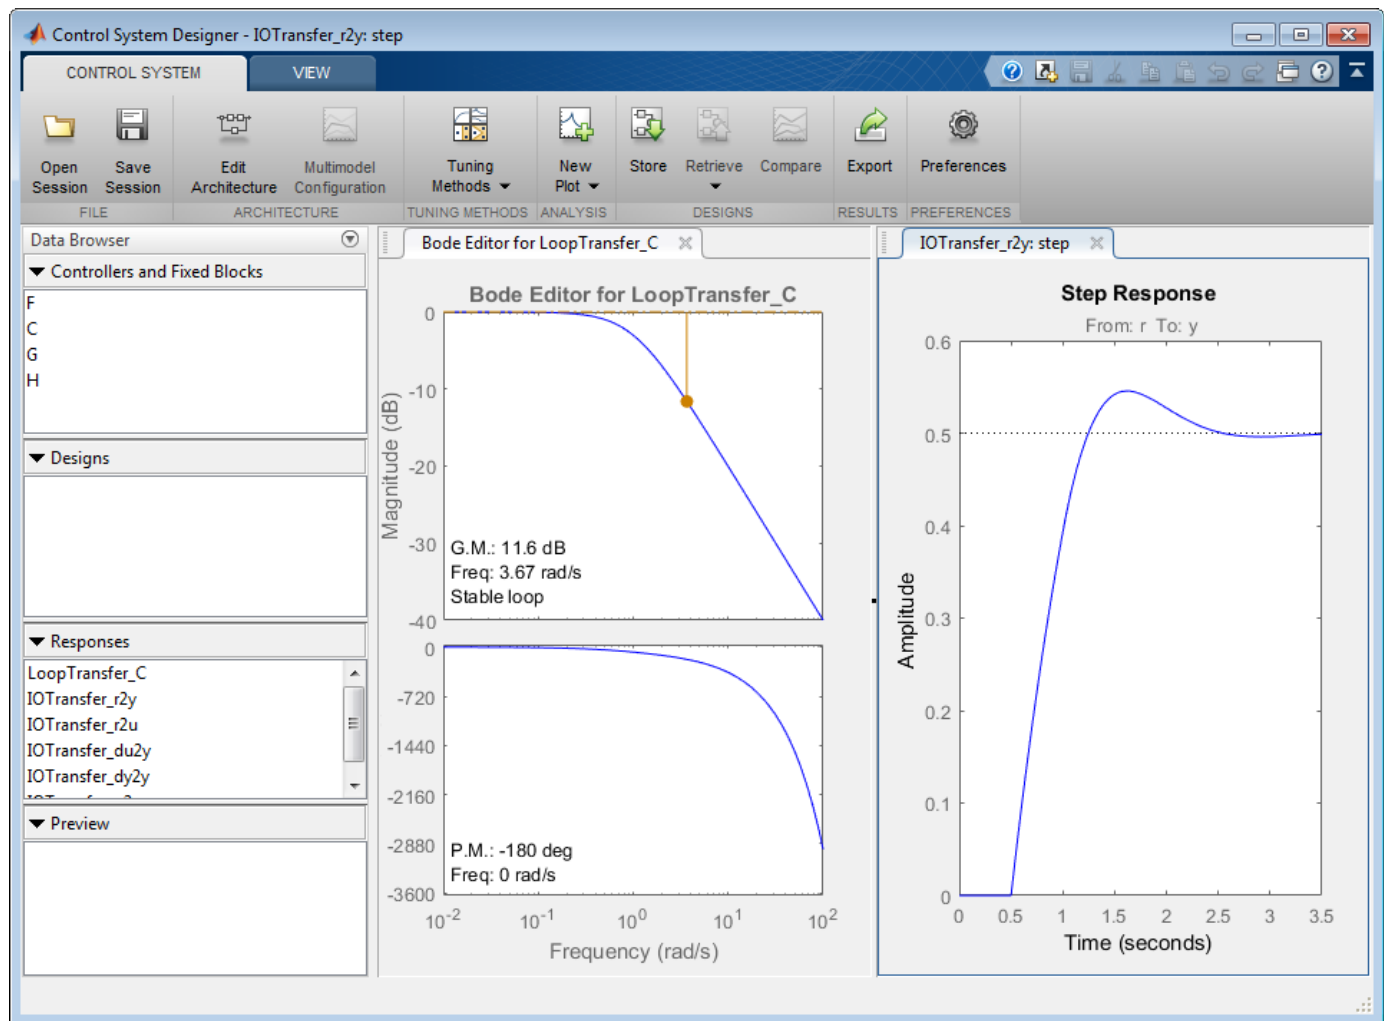 Control System Designer - IOTransfer_r2y: step
CONTROL SYSTEM
VIEW
Open Session
Save Session
Edit Architecture
Multimodel Configuration
Tuning Methods
New Plot
Store
Retrieve
Compare
Export
Preferences
FILE
ARCHITECTURE
TUNING METHODS
ANALYSIS
DESIGNS
RESULTS
PREFERENCES
Data Browser
Controllers and Fixed Blocks
F
C
G
H
Designs
Responses
LoopTransfer_C
IOTransfer_r2y
IOTransfer_r2u
IOTransfer_du2y
IOTransfer_dy2y
Preview
Bode Editor for LoopTransfer_C
Bode Editor for LoopTransfer_C
Magnitude (dB)
0
-10
-20
-30
-40
G.M.: 11.6 dB
Freq: 3.67 rad/s
Stable loop
0
-720
-1440
-2160
-2880
-3600
P.M.: -180 deg
Freq: 0 rad/s
10^-2
10^-1
10^0
10^1
10^2
Frequency (rad/s)
IOTransfer_r2y: step
Step Response
From: r To: y
Amplitude
0.6
0.5
0.4
0.3
0.2
0.1
0
0
0.5
1
1.5
2
2.5
3
3.5
Time (seconds)